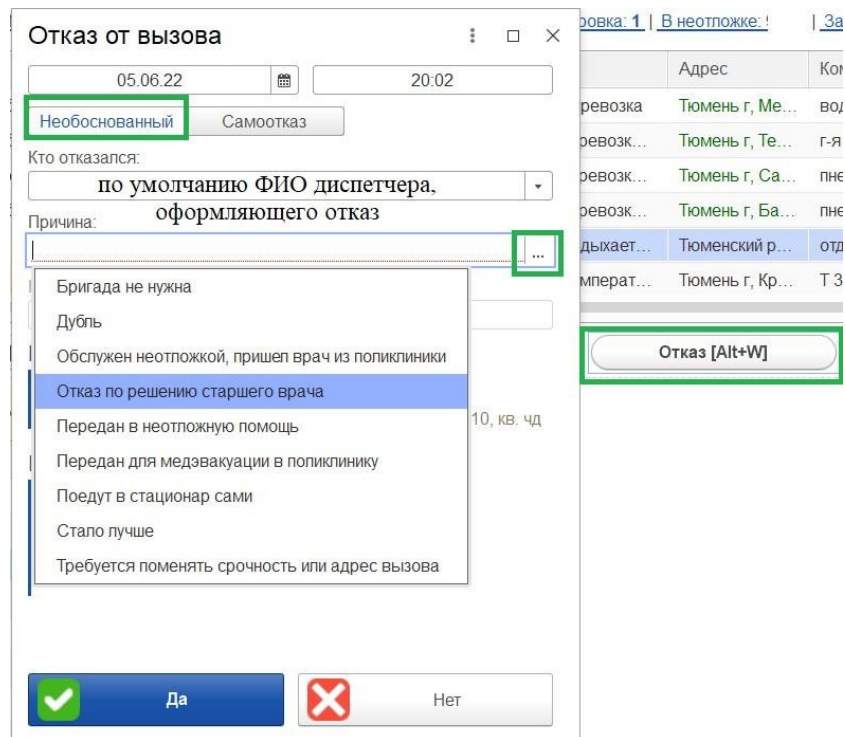 Отказ от вызова
05.06.22 20:02
Необоснованный Самоотказ
Кто отказался:
по умолчанию ФИО диспетчера,
оформляющего отказ
Причина:
...
Бригада не нужна
Дубль
Обслужен неотложкой, пришел врач из поликлиники
Отказ по решению старшего врача
Передан в неотложную помощь
10, кв. чд
Передан для медэвакуации в поликлинику
Поедут в стационар сами
Стало лучше
Требуется поменять срочность или адрес вызова
Да Нет
ровка: 1 | В неотложке: | За
Адрес Ком
ревозка Тюмень г, Ме... вод
ревозк... Тюмень г, Те... г-я
ревозк... Тюмень г, Са... пне
ревозк... Тюмень г, Ба... пне
дыхает... Тюменский р... отд
мперат... Тюмень г, Кр... Т 3
Отказ [Alt+W]